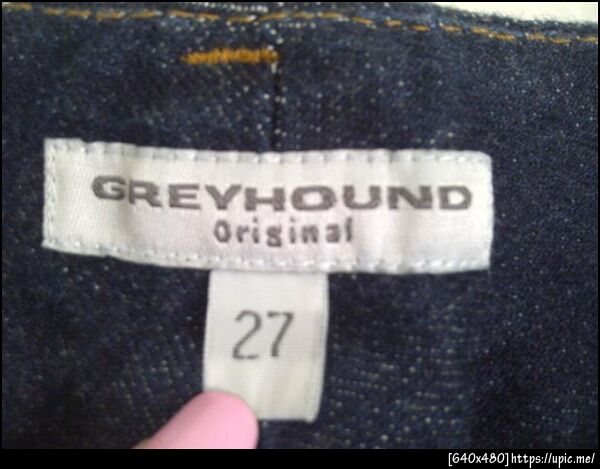 GREYHOUND
Original
27
[640x480]https://upic.me/